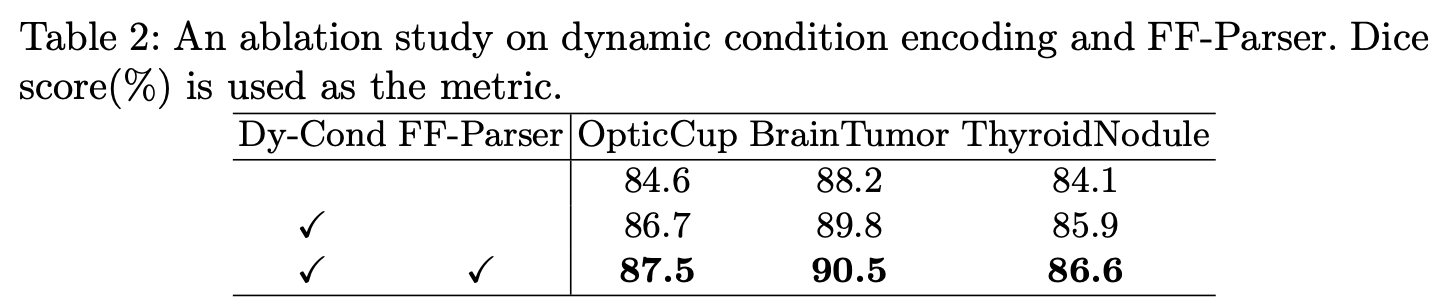 Table 2: An ablation study on dynamic condition encoding and FF-Parser. Dice
score(%) is used as the metric.
Dy-Cond FF-Parser OpticCup BrainTumor ThyroidNodule
84.6 88.2 84.1
✓ 86.7 89.8 85.9
✓ ✓ 87.5 90.5 86.6